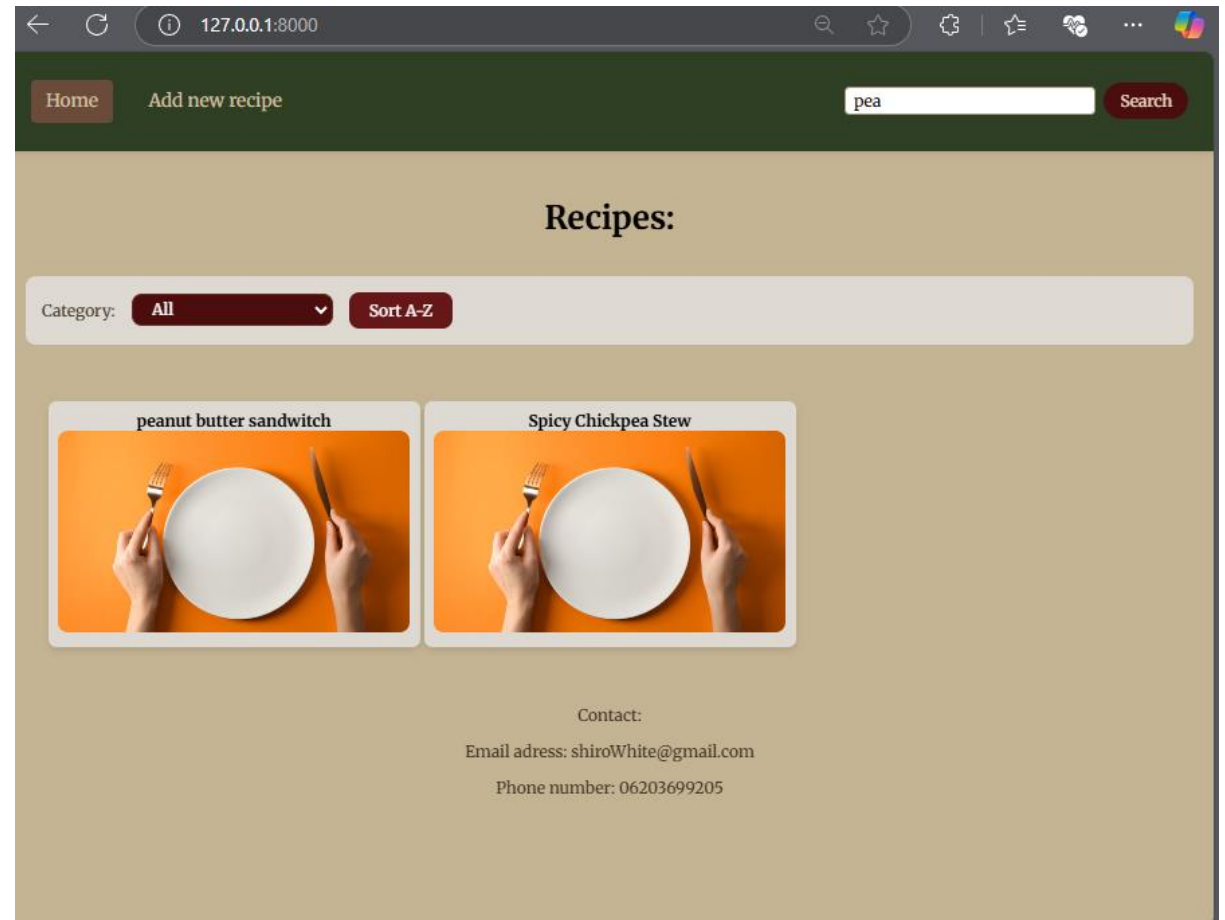 127.0.0.1:8000
Home Add new recipe pea Search
Recipes:
Category: All Sort A-Z
peanut butter sandwitch Spicy Chickpea Stew
Contact:
Email adress: shiroWhite@gmail.com
Phone number: 06203699205